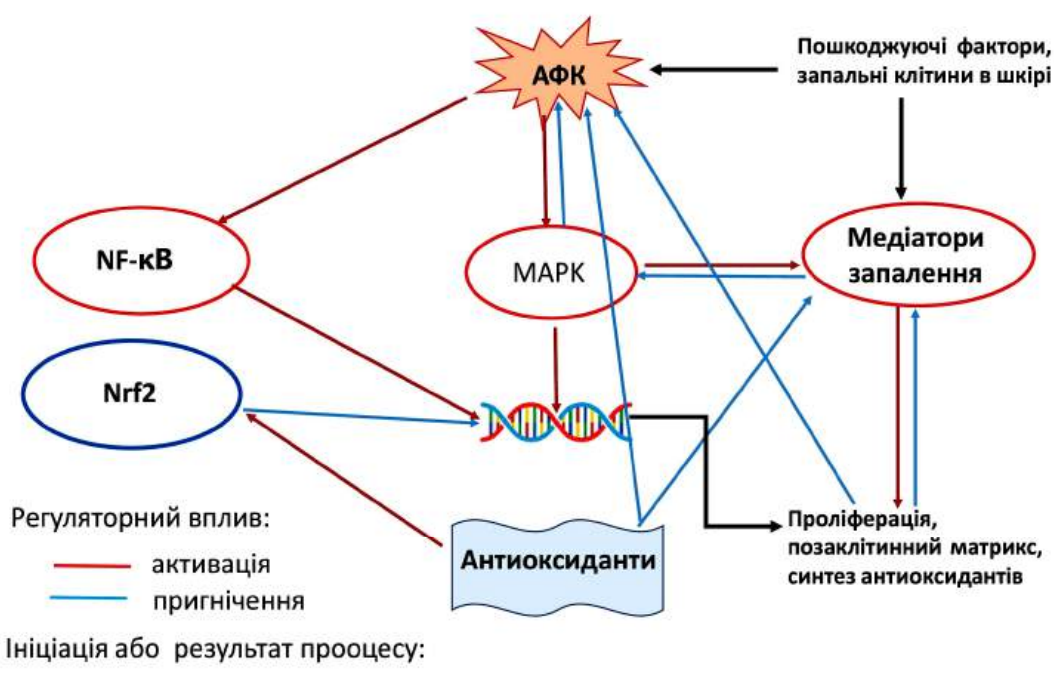 АФК
Пошкоджуючі фактори,
запальні клітини в шкірі
NF-κB
МАРК
Медіатори
запалення
Nrf2
Регуляторний вплив:
активація
пригнічення
Антиоксиданти
Проліферація,
позаклітинний матрикс,
синтез антиоксидантів
Ініціація або результат прооцесу: